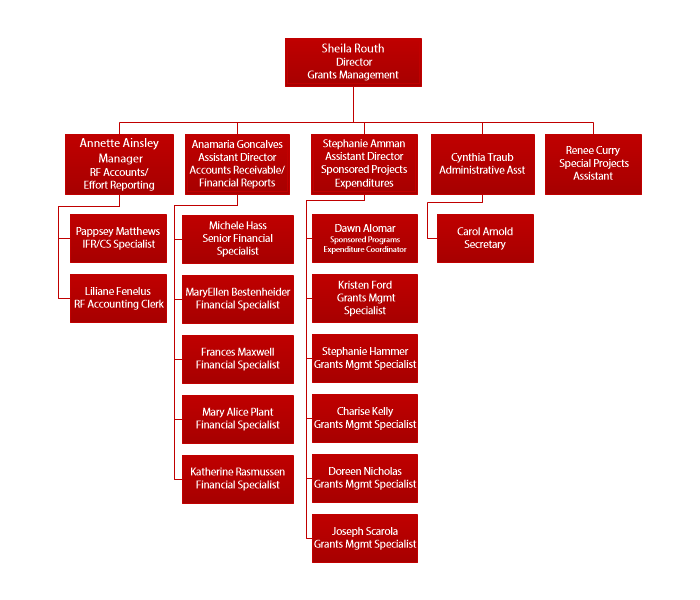 Sheila Routh
Director
Grants Management
Annette Ainsley
Manager
RF Accounts/
Effort Reporting
Anamaria Goncalves
Assistant Director
Accounts Receivable/
Financial Reports
Stephanie Amman
Assistant Director
Sponsored Projects
Expenditures
Cynthia Traub
Administrative Asst
Renee Curry
Special Projects
Assistant
Pappsey Matthews
IFR/CS Specialist
Liliane Fenelus
RF Accounting Clerk
Michele Hass
Senior Financial
Specialist
MaryEllen Bestenheider
Financial Specialist
Frances Maxwell
Financial Specialist
Mary Alice Plant
Financial Specialist
Katherine Rasmussen
Financial Specialist
Dawn Alomar
Sponsored Programs
Expenditure Coordinator
Kristen Ford
Grants Mgmt
Specialist
Stephanie Hammer
Grants Mgmt Specialist
Charise Kelly
Grants Mgmt Specialist
Doreen Nicholas
Grants Mgmt Specialist
Joseph Scarola
Grants Mgmt Specialist
Carol Arnold
Secretary